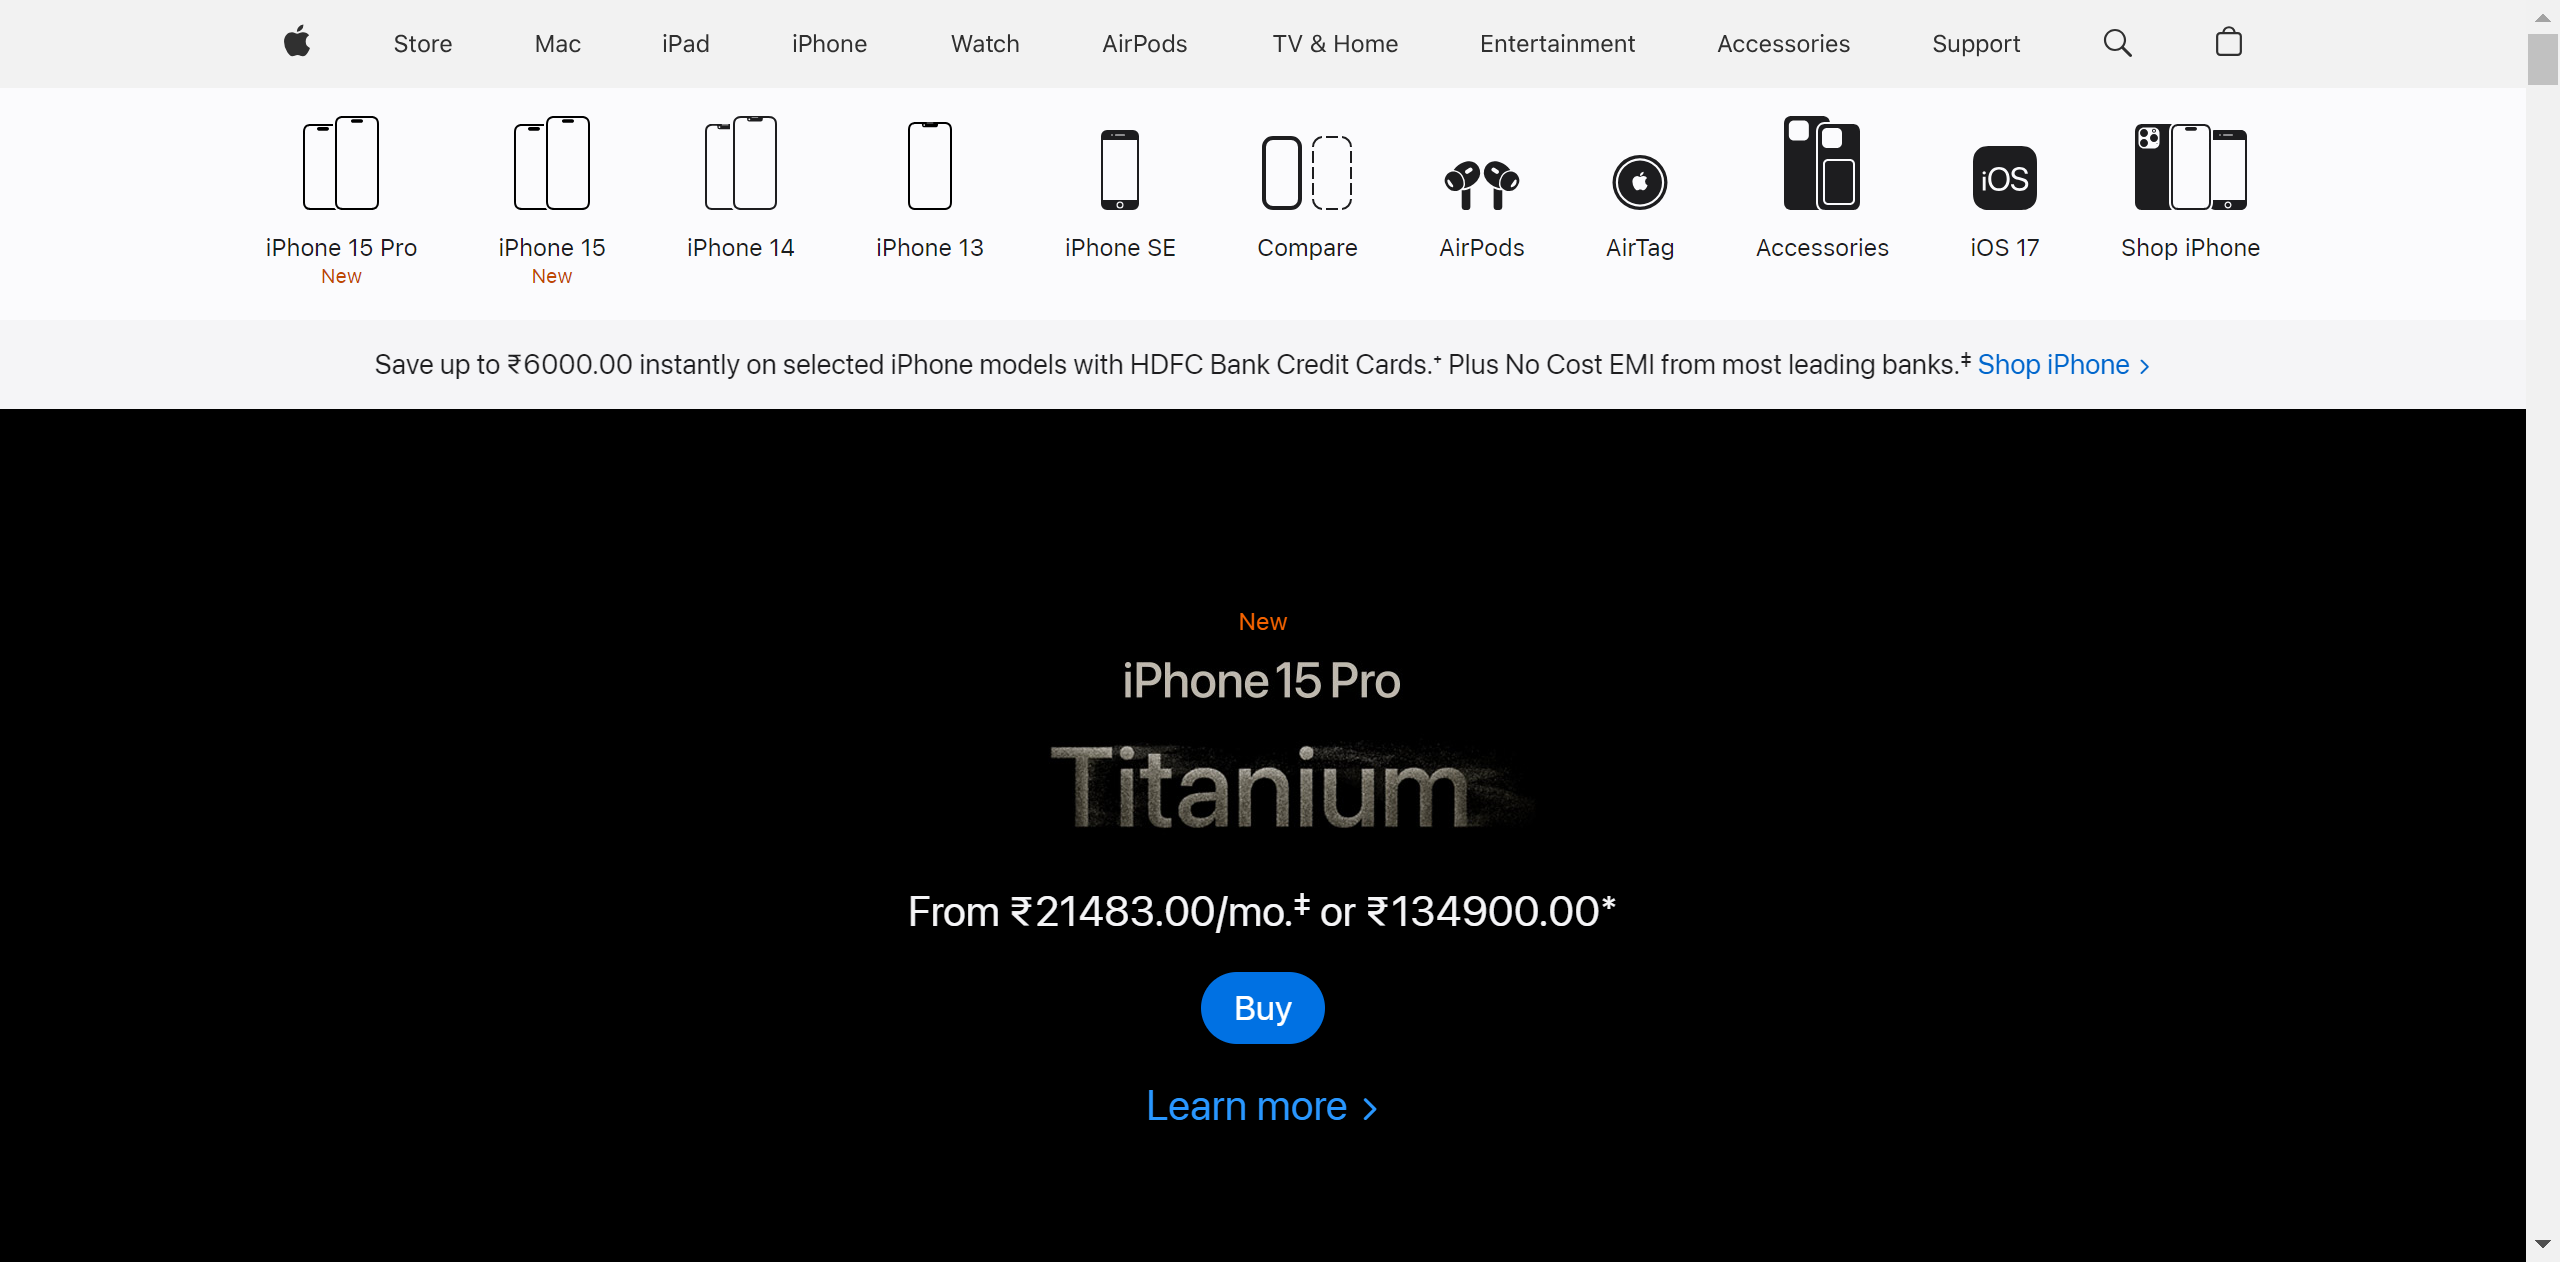 Store Mac iPad iPhone Watch AirPods TV & Home Entertainment Accessories Support
iOS
iPhone 15 Pro iPhone 15 iPhone 14 iPhone 13 iPhone SE Compare AirPods AirTag Accessories iOS 17 Shop iPhone
New New
Save up to ₹6000.00 instantly on selected iPhone models with HDFC Bank Credit Cards.⁺ Plus No Cost EMI from most leading banks.‡ Shop iPhone >
New
iPhone 15 Pro
Titanium
From ₹21483.00/mo.‡ or ₹134900.00*
Buy
Learn more >